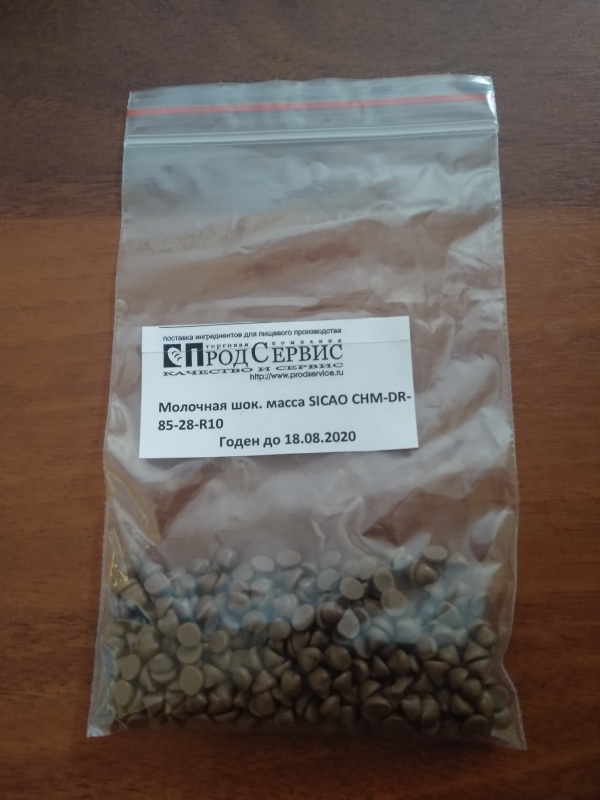 поставка ингредиентов для пищевого производства
торговая компания
ПРОДСЕРВИС
КАЧЕСТВО И СЕРВИС
http://www.prodservice.ru
Молочная шок. масса SICAO CHM-DR-
85-28-R10
Годен до 18.08.2020